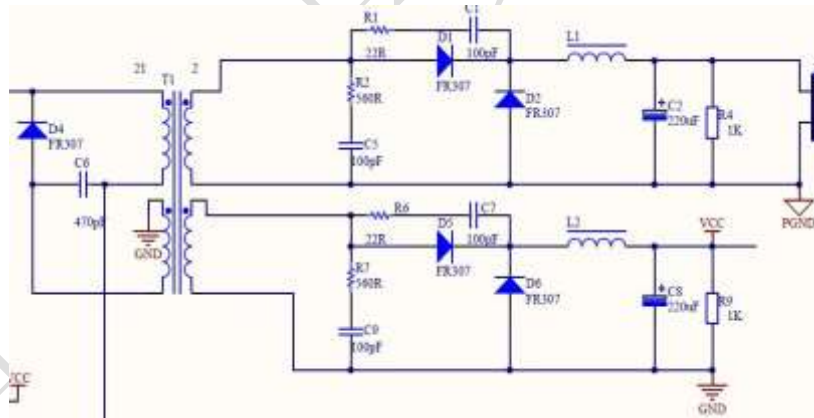 R1
C1
21
T1
2
22R
D1
100pF
L1
FR307
R2
560R
D2
FR307
C2
220uF
R4
1K
D4
FR307
C6
C5
100pF
470pF
GND
R6
C7
PGND
22R
D5
100pF
L2
VCC
FR307
R7
560R
D6
FR307
C8
220uF
R9
1K
C9
100pF
VCC
GND